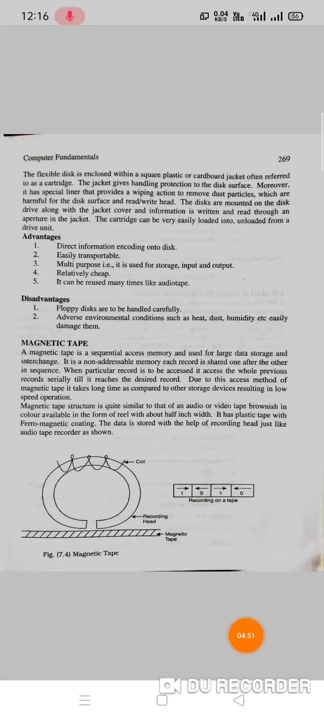 12:16
0.04
KB/S
Vo
LTE
4G
56
Computer Fundamentals
269
The flexible disk is enclosed within a square plastic or cardboard jacket often referred
to as a cartridge. The jacket gives handling protection to the disk surface. Moreover,
it has special liner that provides a wiping action to remove dust particles, which are
harmful for the disk surface and read/write head. The disks are mounted on the disk
drive along with the jacket cover and information is written and read through an
aperture in the jacket. The cartridge can be very easily loaded into, unloaded from a
drive unit.
Advantages
1. Direct information encoding onto disk.
2. Easily transportable.
3. Multi purpose i.e., it is used for storage, input and output.
4. Relatively cheap.
5. It can be reused many times like audiotape.
Disadvantages
1. Floppy disks are to be handled carefully.
2. Adverse environmental conditions such as heat, dust, humidity etc easily
damage them.
MAGNETIC TAPE
A magnetic tape is a sequential access memory and used for large data storage and
interchange. It is a non-addressable memory each record is shared one after the other
in sequence. When particular record is to be accessed it access the whole previous
records serially till it reaches the desired record. Due to this access method of
magnetic tape it takes long time as compared to other storage devices resulting in low
speed operation.
Magnetic tape structure is quite similar to that of an audio or video tape brownish in
colour available in the form of reel with about half inch width. It has plastic tape with
Ferro-magnetic coating. The data is stored with the help of recording head just like
audio tape recorder as shown.
Coil
1 0 1 0
Recording on a tape
Recording
Head
Magnetic
Tape
Fig. (7.4) Magnetic Tape
04:51
DU RECORDER